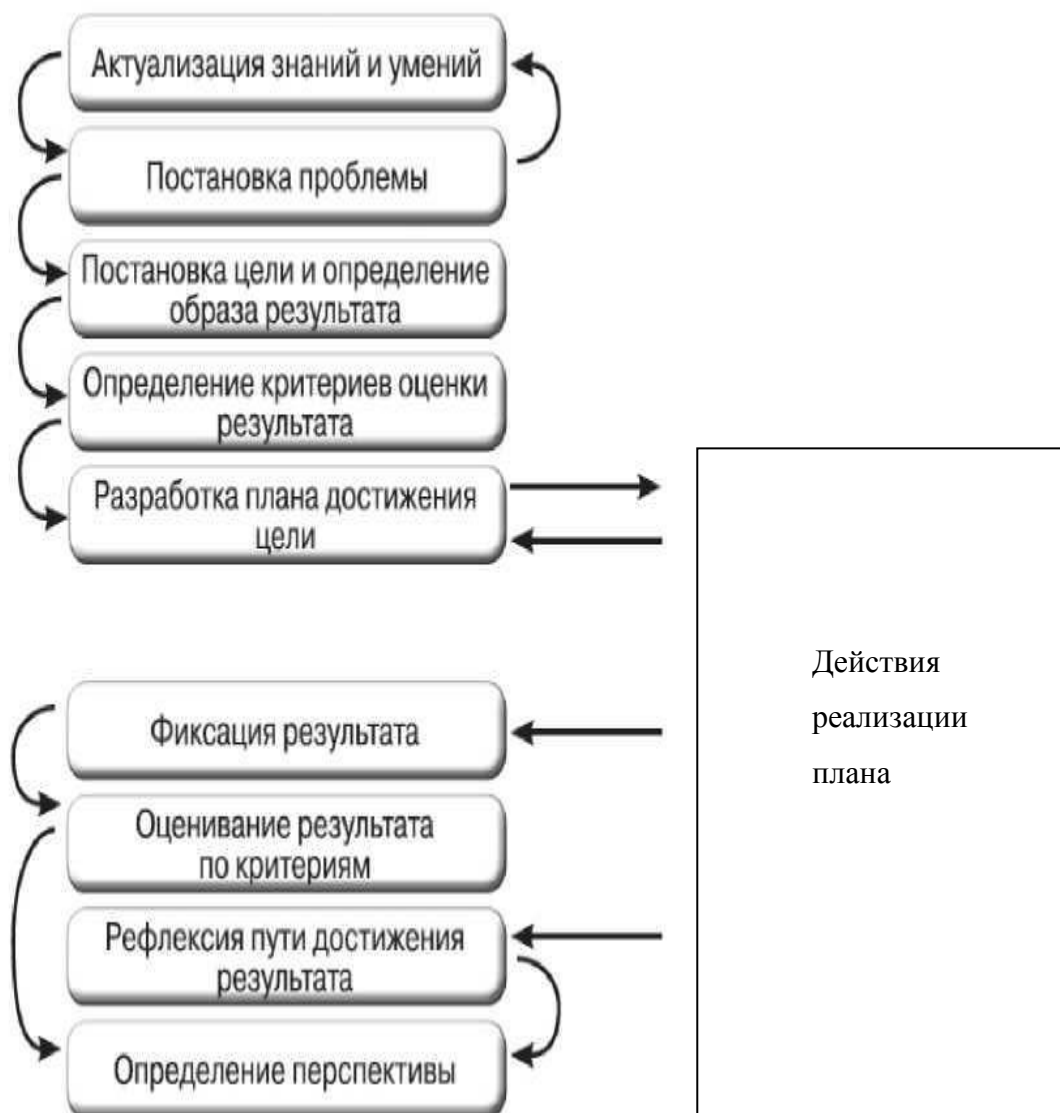 Актуализация знаний и умений
Постановка проблемы
Постановка цели и определение
образа результата
Определение критериев оценки
результата
Разработка плана достижения
цели
Действия
реализации
плана
Фиксация результата
Оценивание результата
по критериям
Рефлексия пути достижения
результата
Определение перспективы